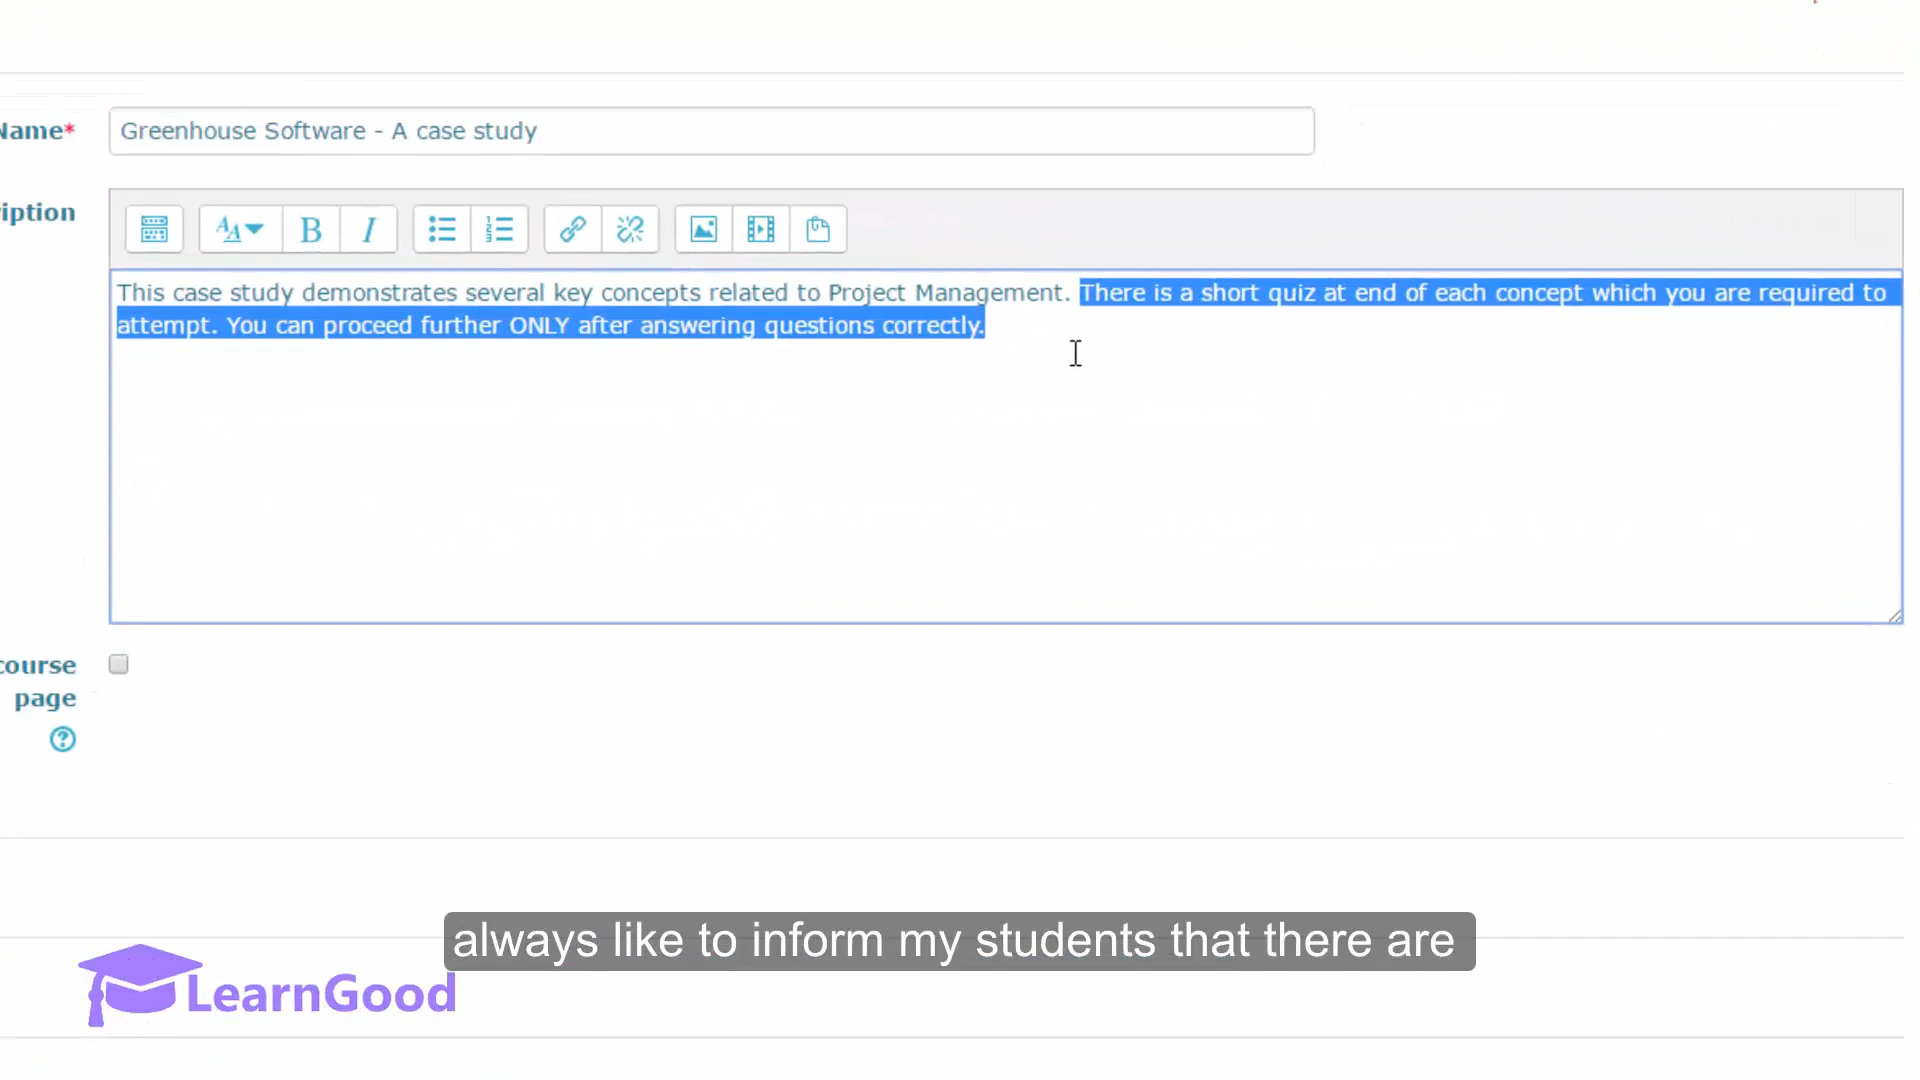 Name*
Greenhouse Software - A case study
iption
This case study demonstrates several key concepts related to Project Management. There is a short quiz at end of each concept which you are required to
attempt. You can proceed further ONLY after answering questions correctly.
course
page
always like to inform my students that there are
LearnGood